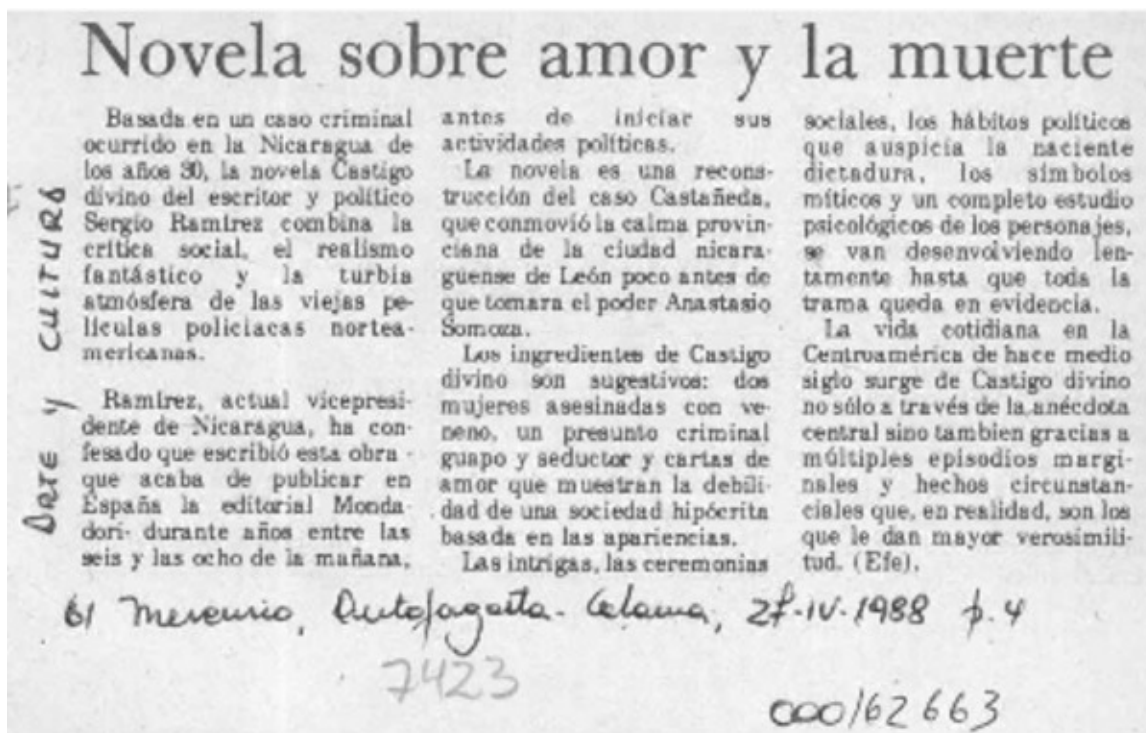 Novela sobre amor y la muerte
Basada en un caso criminal
ocurrido en la Nicaragua de
los años 30, la novela Castigo
divino del escritor y político
Sergio Ramírez combina la
crítica social, el realismo
fantástico y la turbia
atmósfera de las viejas pe-
lículas policiacas nortea-
mericanas.
Ramírez, actual vicepresi-
dente de Nicaragua, ha con-
fesado que escribió esta obra -
que acaba de publicar en
España la editorial Monda-
dori- durante años entre las
seis y las ocho de la mañana,
antes de iniciar sus
actividades políticas.
La novela es una recons-
trucción del caso Castañeda,
que conmovió la calma provin-
ciana de la ciudad nicara-
guense de León poco antes de
que tomara el poder Anastasio
Somoza.
Los ingredientes de Castigo
divino son sugestivos: dos
mujeres asesinadas con ve-
neno, un presunto criminal
guapo y seductor y cartas de
amor que muestran la debili-
dad de una sociedad hipócrita
basada en las apariencias.
Las intrigas, las ceremonias
sociales, los hábitos políticos
que auspicia la naciente
dictadura, los símbolos
míticos y un completo estudio
psicológicos de los personajes,
se van desenvolviendo len-
tamente hasta que toda la
trama queda en evidencia.
La vida cotidiana en la
Centroamérica de hace medio
siglo surge de Castigo divino
no sólo a través de la anécdota
central sino tambien gracias a
múltiples episodios margi-
nales y hechos circunstan-
ciales que, en realidad, son los
que le dan mayor verosimili-
tud. (Efe).
ARTE Y CULTURA
El Mercurio, Antofagasta-Calama, 27-IV-1988 p. 4
7423
000162663